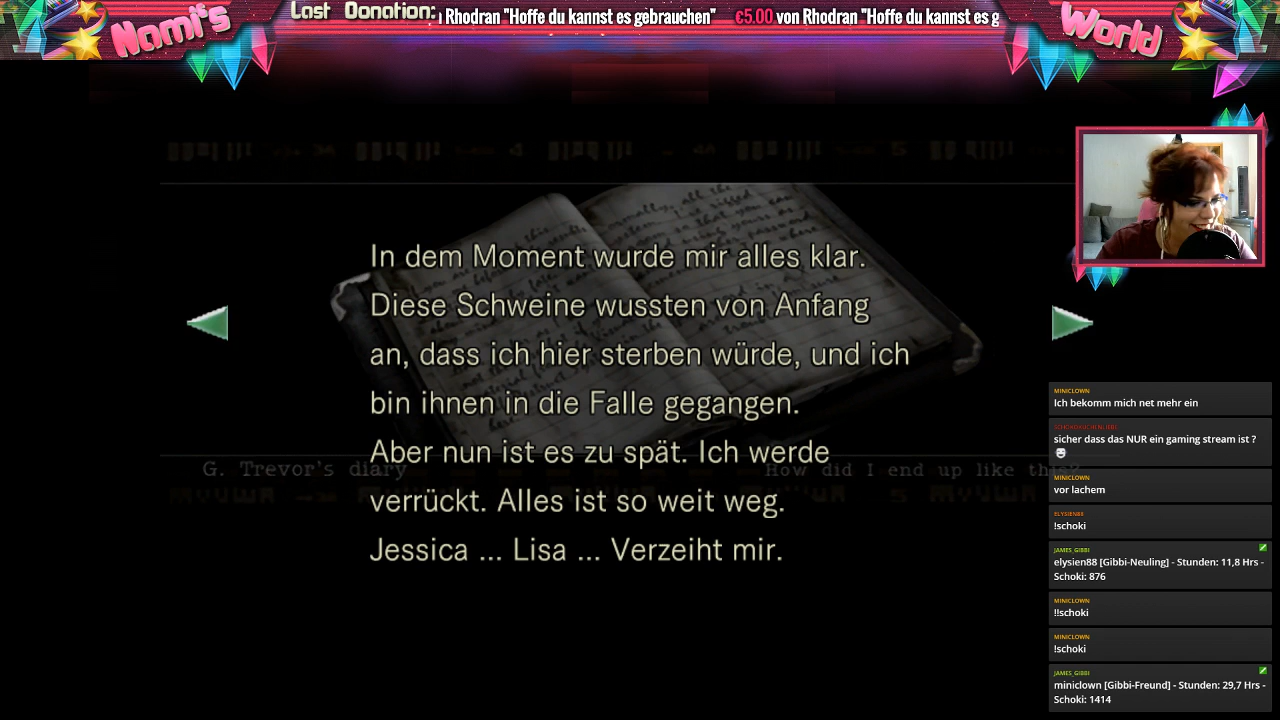 Nami's
Last Donation:
Rhodran "Hoffe du kannst es gebrauchen" €5.00 von Rhodran "Hoffe du kannst es g
World
In dem Moment wurde mir alles klar.
Diese Schweine wussten von Anfang
an, dass ich hier sterben würde, und ich
bin ihnen in die Falle gegangen.
Aber nun ist es zu spät. Ich werde
verrückt. Alles ist so weit weg.
Jessica ... Lisa ... Verzeiht mir.
G. Trevor's diary
How did I end up like this?
MINICLOWN
Ich bekomm mich net mehr ein
sicher dass das NUR ein gaming stream ist ?
MINICLOWN
vor lachem
ELYSIEN88
!schoki
JAMES_GIBBI
elysien88 [Gibbi-Neuling] - Stunden: 11,8 Hrs -
Schoki: 876
MINICLOWN
!!schoki
MINICLOWN
!schoki
JAMES_GIBBI
miniclown [Gibbi-Freund] - Stunden: 29,7 Hrs -
Schoki: 1414